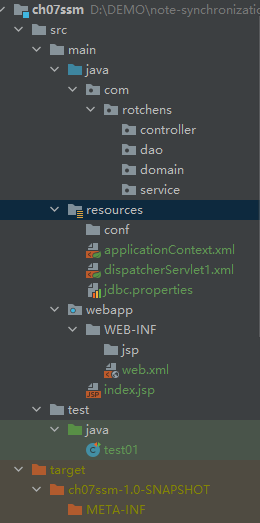 ch07ssm D:\DEMO\note-synchronizatio
src
main
java
com
rotchens
controller
dao
domain
service
resources
conf
applicationContext.xml
dispatcherServlet1.xml
jdbc.properties
webapp
WEB-INF
jsp
web.xml
index.jsp
test
java
test01
target
ch07ssm-1.0-SNAPSHOT
META-INF